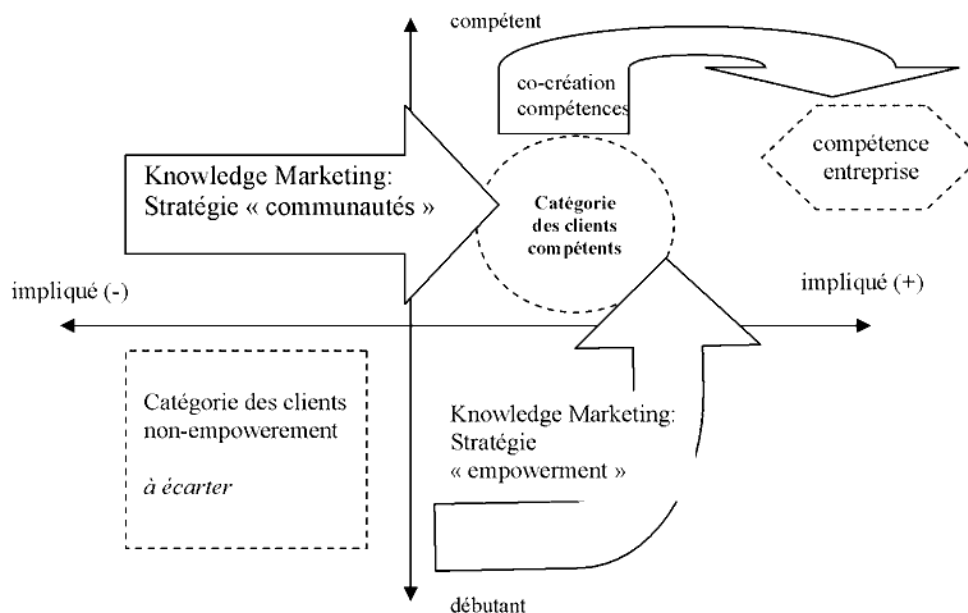 compétent
co-création
compétences
compétence
entreprise
Knowledge Marketing:
Stratégie « communautés »
Catégorie
des clients
compétents
impliqué (-)
impliqué (+)
Catégorie des clients
non-empowerement
à écarter
Knowledge Marketing:
Stratégie
« empowerment »
débutant